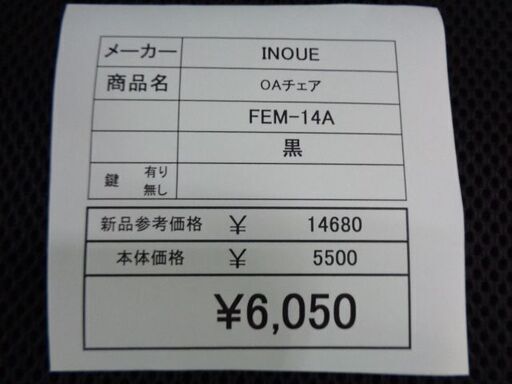 メーカー INOUE
商品名 OAチェア
FEM-14A
黒
鍵 有り
無し
新品参考価格 ¥ 14680
本体価格 ¥ 5500
¥6,050